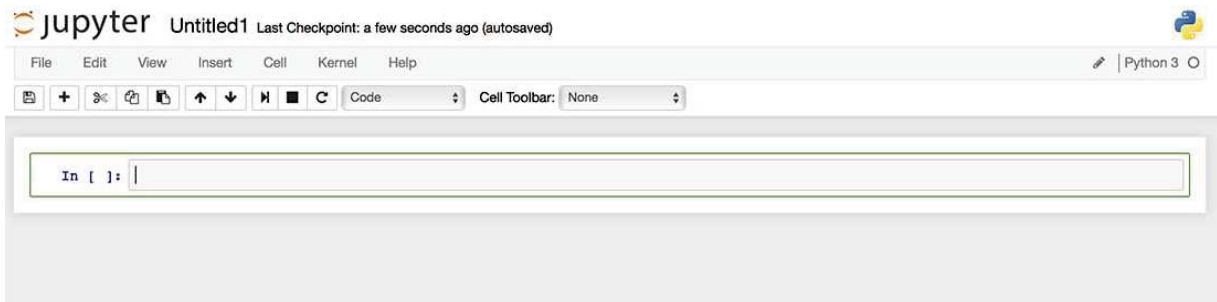 jupyter Untitled1 Last Checkpoint: a few seconds ago (autosaved)
File Edit View Insert Cell Kernel Help Python 3
Code Cell Toolbar: None
In [ ]: